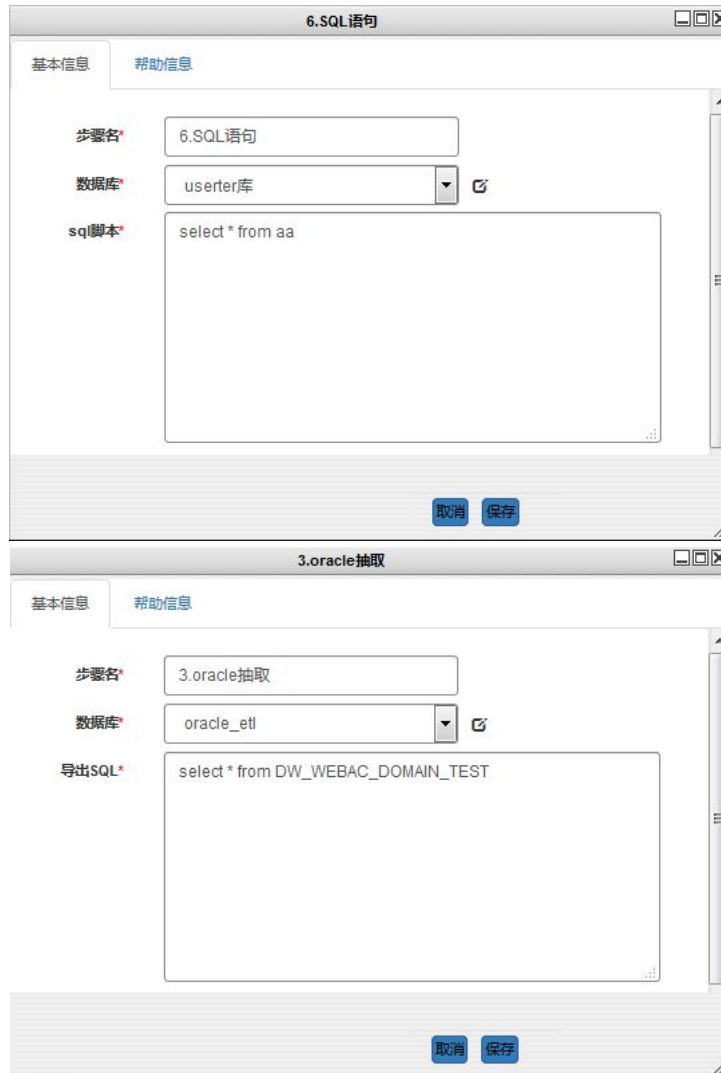 6.SQL语句
基本信息 帮助信息
步骤名* 6.SQL语句
数据库* userter库
sql脚本* select * from aa
取消 保存
3.oracle抽取
基本信息 帮助信息
步骤名* 3.oracle抽取
数据库* oracle_etl
导出SQL* select * from DW_WEBAC_DOMAIN_TEST
取消 保存